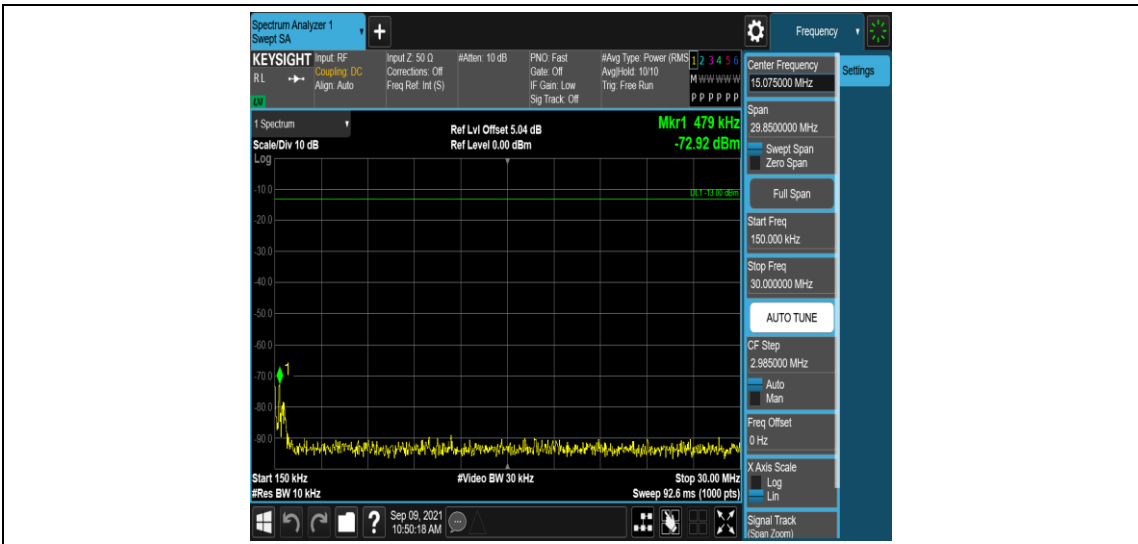 Spectrum Analyzer 1
Swept SA
Frequency
KEYSIGHT
RL
Input: RF
Coupling: DC
Align: Auto
Input Z: 50 Ω
Corrections: Off
Freq Ref: Int (S)
#Atten: 10 dB
PNO: Fast
Gate: Off
IF Gain: Low
Sig Track: Off
#Avg Type: Power (RMS
Avg|Hold: 10/10
Trig: Free Run
1 2 3 4 5 6
M W W W W W
P P P P P P
1 Spectrum
Scale/Div 10 dB
Log
Ref Lvl Offset 5.04 dB
Ref Level 0.00 dBm
Mkr1 479 kHz
-72.92 dBm
DL1 -13.00 dBm
-10.0
-20.0
-30.0
-40.0
-50.0
-60.0
-70.0
-80.0
-90.0
1
Start 150 kHz
#Res BW 10 kHz
#Video BW 30 kHz
Stop 30.00 MHz
Sweep 92.6 ms (1000 pts)
?
Sep 09, 2021
10:50:18 AM
Settings
Center Frequency
15.075000 MHz
Span
29.8500000 MHz
Swept Span
Zero Span
Full Span
Start Freq
150.000 kHz
Stop Freq
30.000000 MHz
AUTO TUNE
CF Step
2.985000 MHz
Auto
Man
Freq Offset
0 Hz
X Axis Scale
Log
Lin
Signal Track
(Span Zoom)